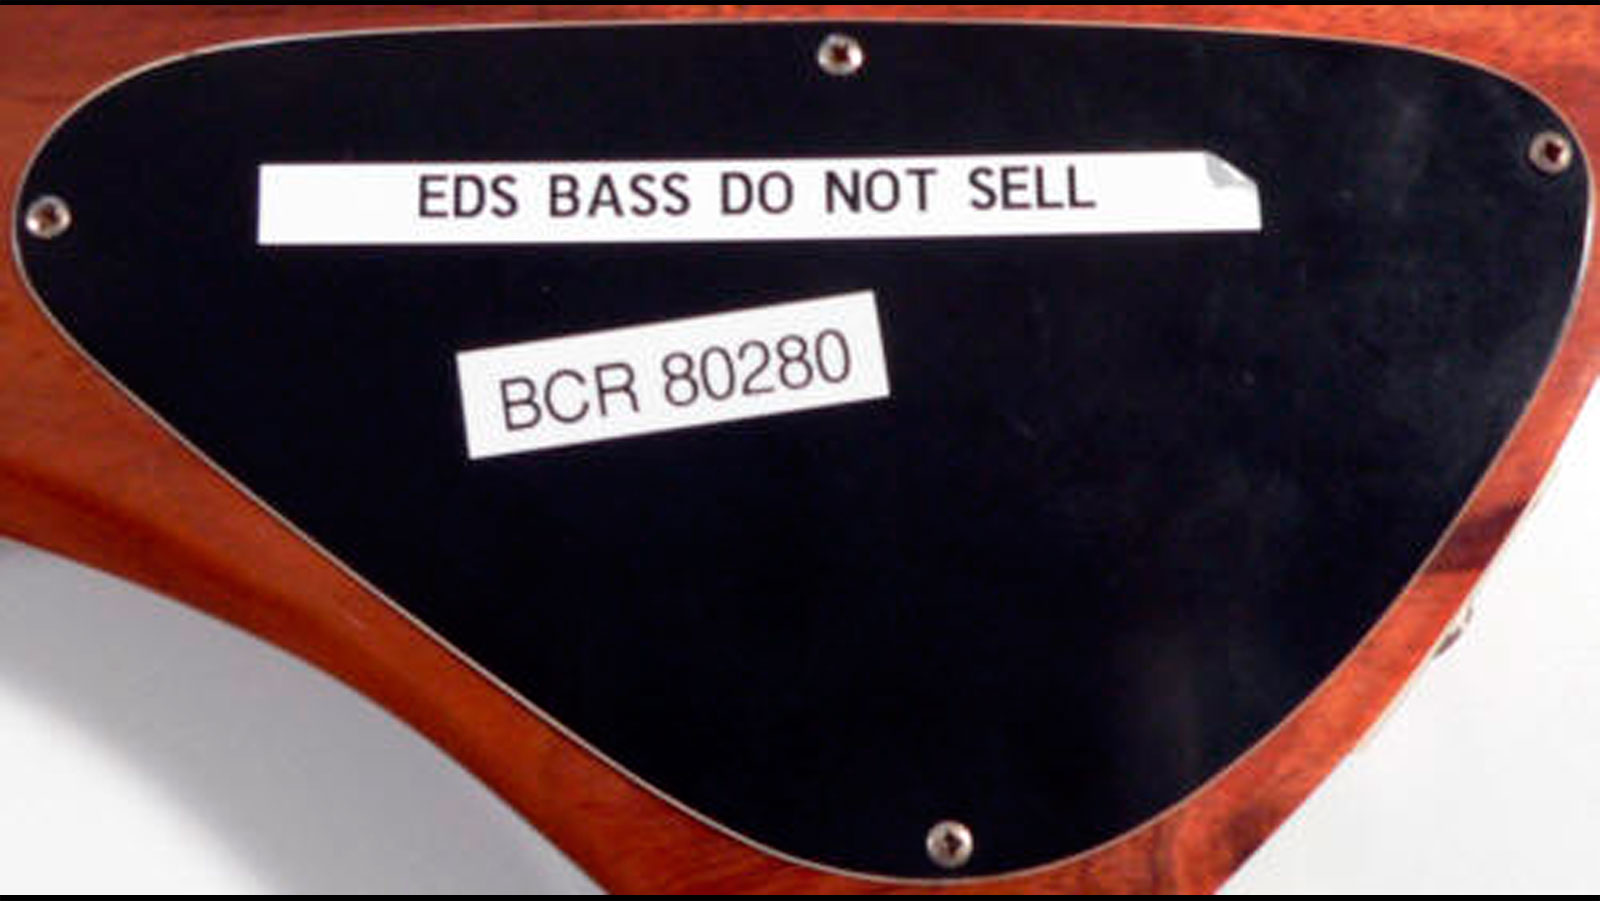 EDS BASS DO NOT SELL
BCR 80280